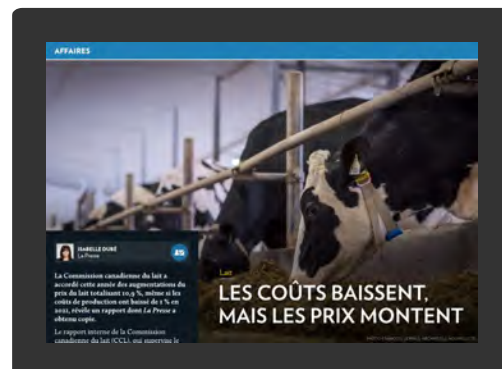 AFFAIRES
ISABELLE DUBÉ
La Presse
La Commission canadienne du lait a
accordé cette année des augmentations du
prix du lait totalisant 10,9 %, même si les
coûts de production ont baissé de 1 % en
2021, révèle un rapport dont La Presse a
obtenu copie.
Le rapport interne de la Commission
canadienne du lait (CCL), qui supervise le
Lait
LES COÛTS BAISSENT,
MAIS LES PRIX MONTENT